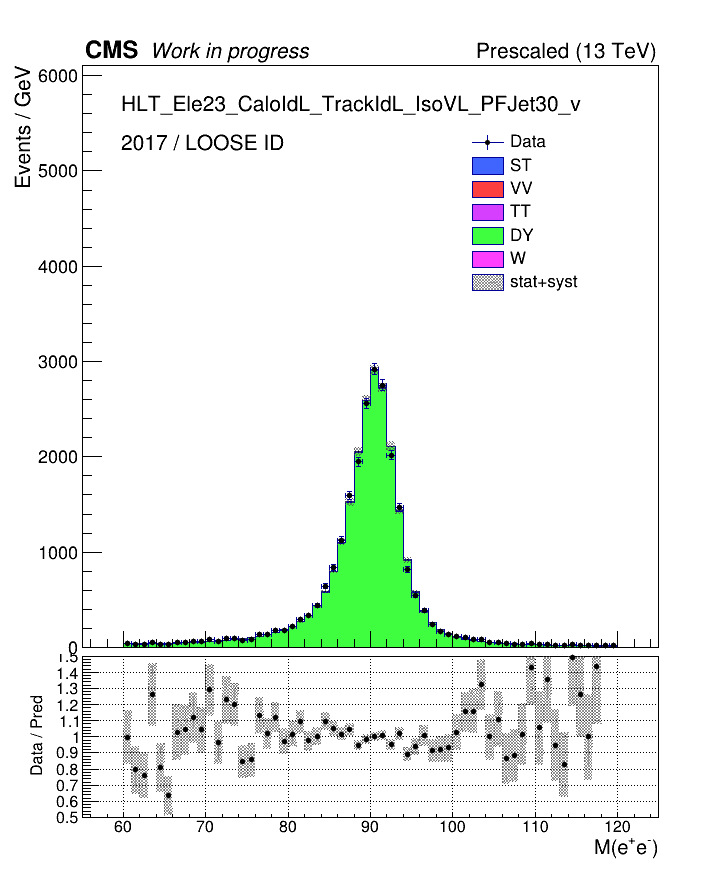 CMS Work in progress Prescaled (13 TeV)
Events / GeV
6000
5000
4000
3000
2000
1000
0
HLT_Ele23_CaloIdL_TrackIdL_IsoVL_PFJet30_v
2017 / LOOSE ID
Data
ST
VV
TT
DY
W
stat+syst
Data / Pred
1.5
1.4
1.3
1.2
1.1
1
0.9
0.8
0.7
0.6
0.5
60 70 80 90 100 110 120
M(e⁺e⁻)